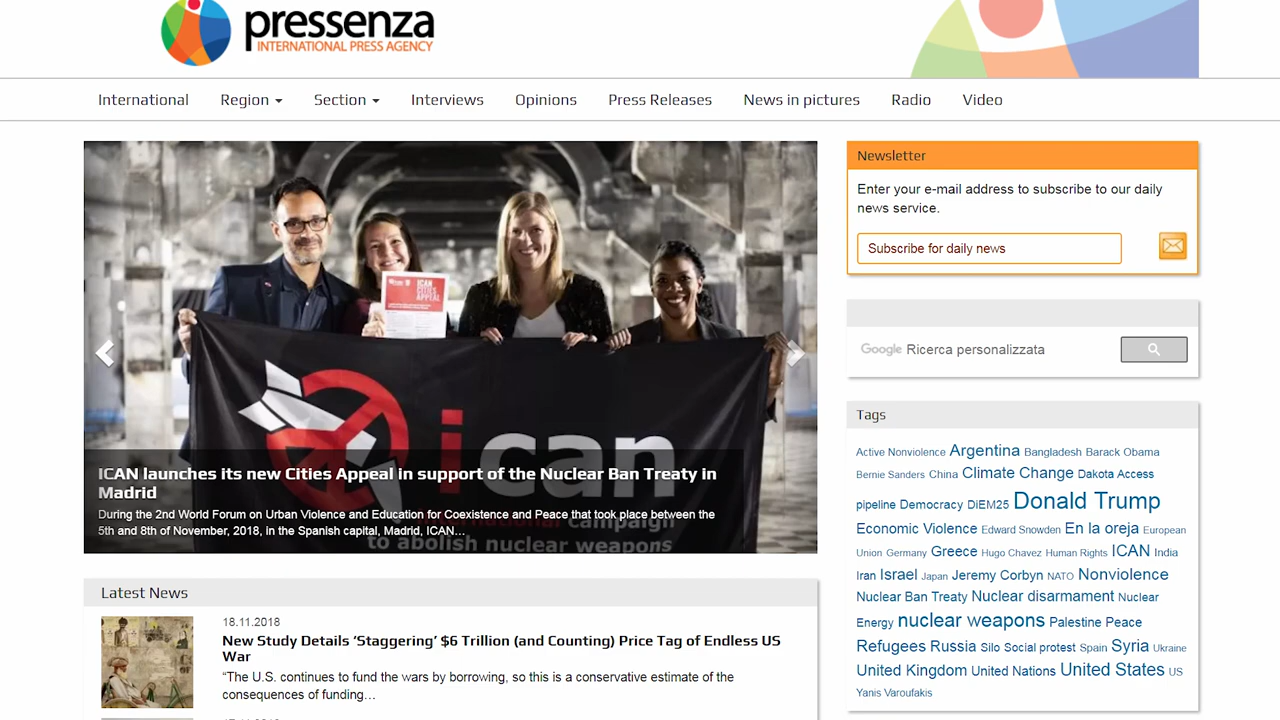 pressenza
INTERNATIONAL PRESS AGENCY
International Region Section Interviews Opinions Press Releases News in pictures Radio Video
ICAN
CITIES
APPEAL
ican
international campaign
to abolish nuclear weapons
ICAN launches its new Cities Appeal in support of the Nuclear Ban Treaty in
Madrid
During the 2nd World Forum on Urban Violence and Education for Coexistence and Peace that took place between the
5th and 8th of November, 2018, in the Spanish capital, Madrid, ICAN…
Latest News
18.11.2018
New Study Details ‘Staggering’ $6 Trillion (and Counting) Price Tag of Endless US
War
“The U.S. continues to fund the wars by borrowing, so this is a conservative estimate of the
consequences of funding…
Newsletter
Enter your e-mail address to subscribe to our daily
news service.
Subscribe for daily news
Google Ricerca personalizzata
Tags
Active Nonviolence Argentina Bangladesh Barack Obama
Bernie Sanders China Climate Change Dakota Access
pipeline Democracy DiEM25 Donald Trump
Economic Violence Edward Snowden En la oreja European
Union Germany Greece Hugo Chavez Human Rights ICAN India
Iran Israel Japan Jeremy Corbyn NATO Nonviolence
Nuclear Ban Treaty Nuclear disarmament Nuclear
Energy nuclear weapons Palestine Peace
Refugees Russia Silo Social protest Spain Syria Ukraine
United Kingdom United Nations United States US
Yanis Varoufakis